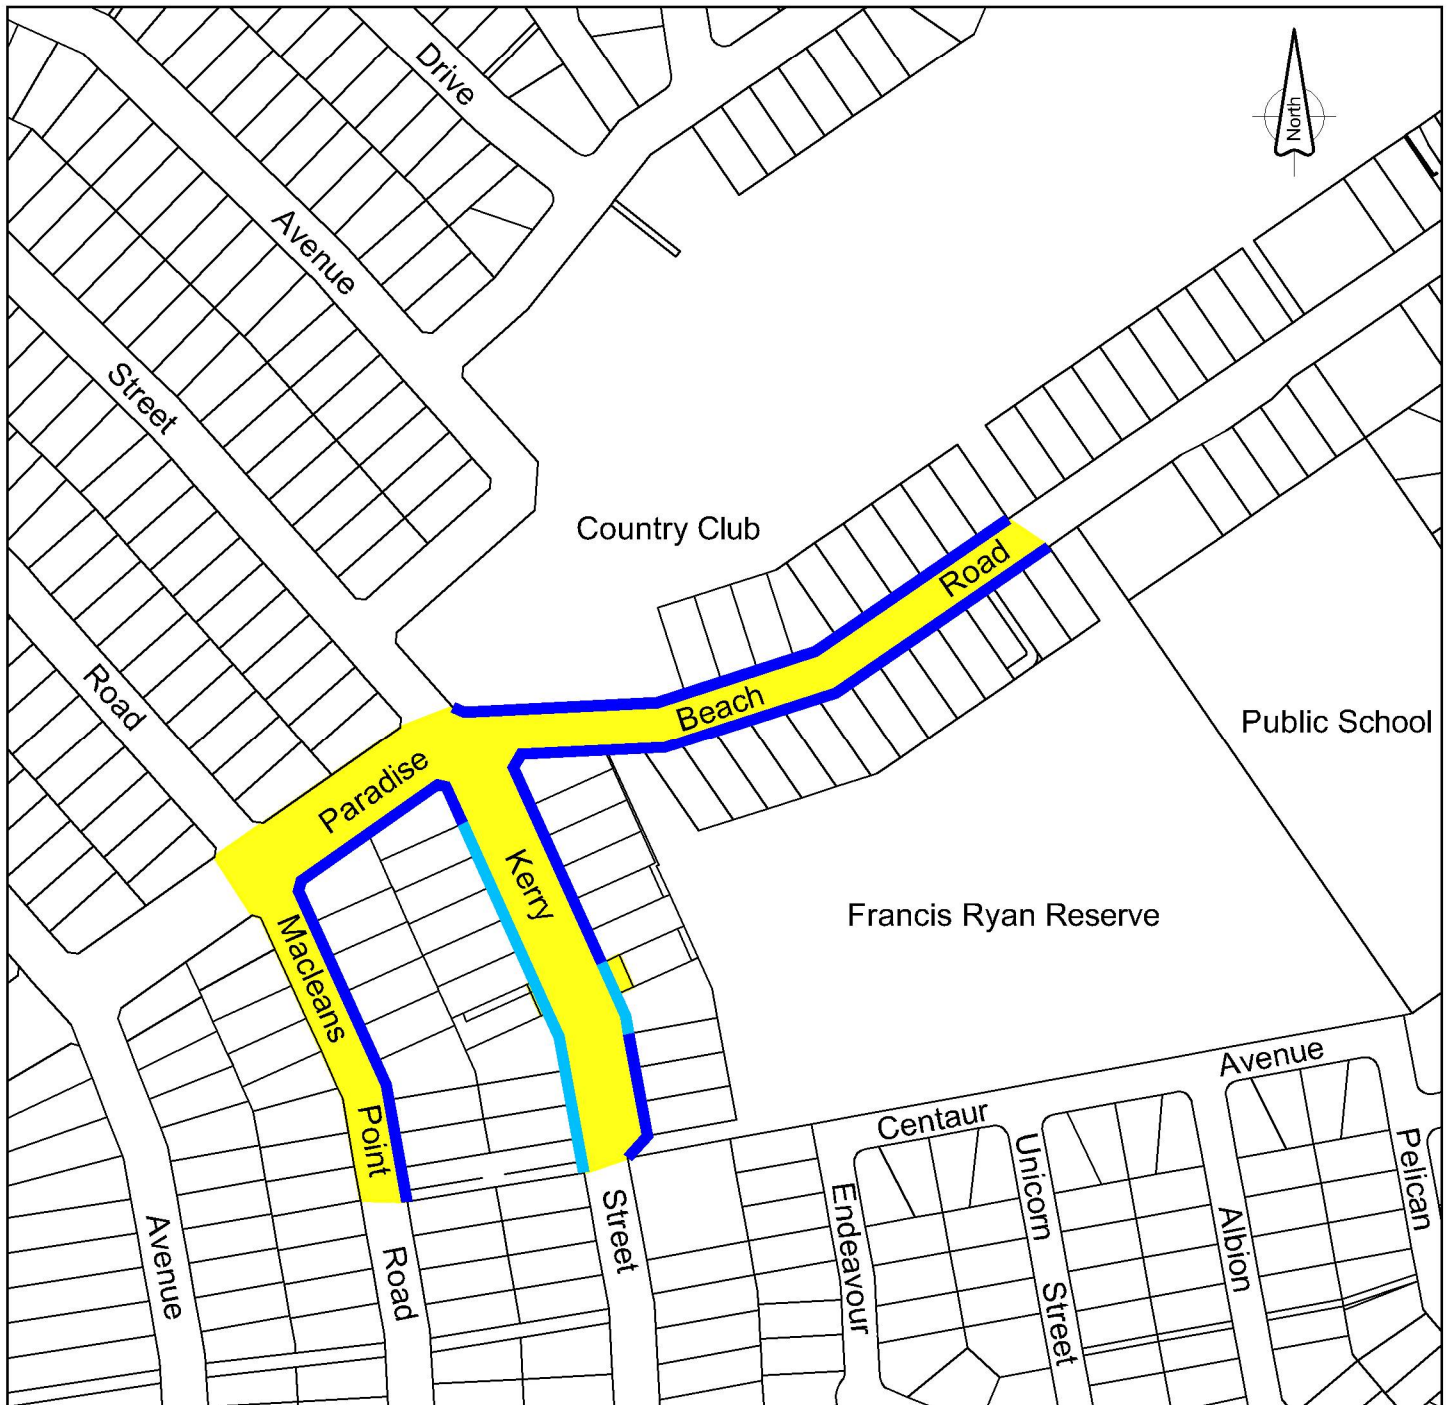 Drive
North
Avenue
Street
Country Club
Road
Road
Beach
Public School
Paradise
Kerry
Francis Ryan Reserve
Macleans
Point
Avenue
Centaur
Unicorn
Pelican
Endeavour
Street
Albion
Avenue
Road
Street